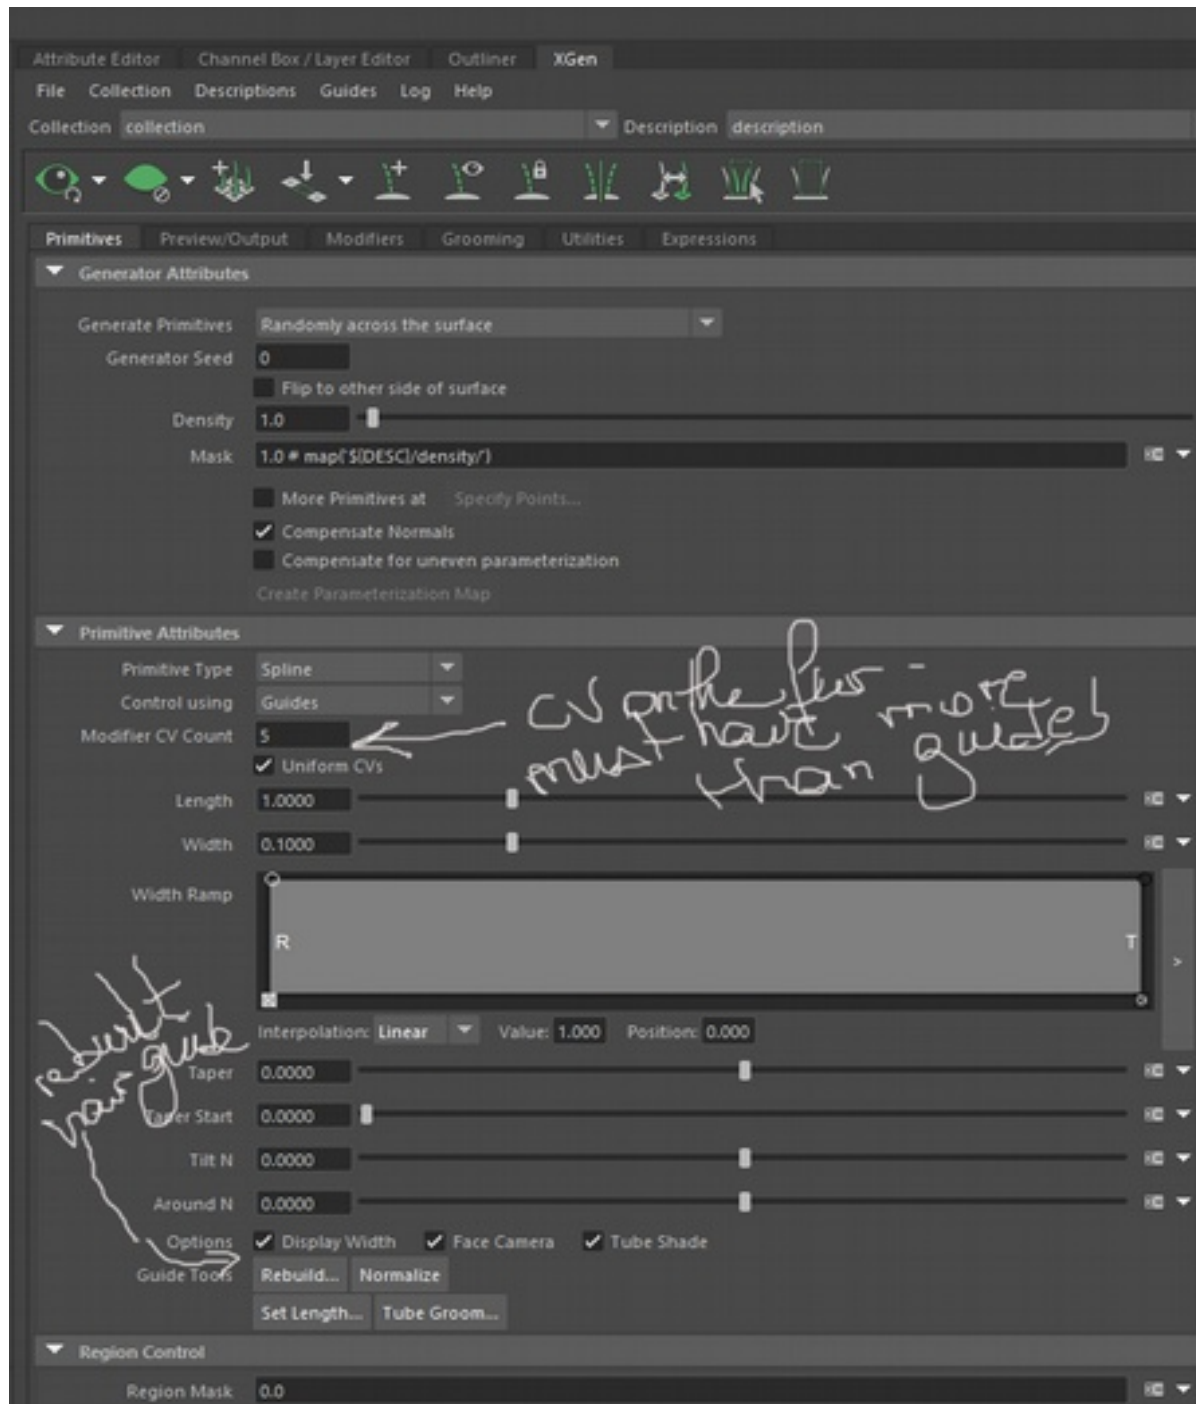 Attribute Editor Channel Box / Layer Editor Outliner XGen
File Collection Descriptions Guides Log Help
Collection collection Description description
Primitives Preview/Output Modifiers Grooming Utilities Expressions
Generator Attributes
Generate Primitives Randomly across the surface
Generator Seed 0
Flip to other side of surface
Density 1.0
Mask 1.0 # map('${DESC}/density/')
More Primitives at Specify Points...
Compensate Normals
Compensate for uneven parameterization
Create Parameterization Map
Primitive Attributes
Primitive Type Spline
Control using Guides
Modifier CV Count 5
Uniform CVs
CV on the fur -
must have more
than guides
Length 1.0000
Width 0.1000
Width Ramp
R T
>
Interpolation: Linear Value: 1.000 Position: 0.000
hair guide
Taper 0.0000
Taper Start 0.0000
Tilt N 0.0000
Around N 0.0000
Options Display Width Face Camera Tube Shade
Guide Tools Rebuild... Normalize
Set Length... Tube Groom...
Region Control
Region Mask 0.0